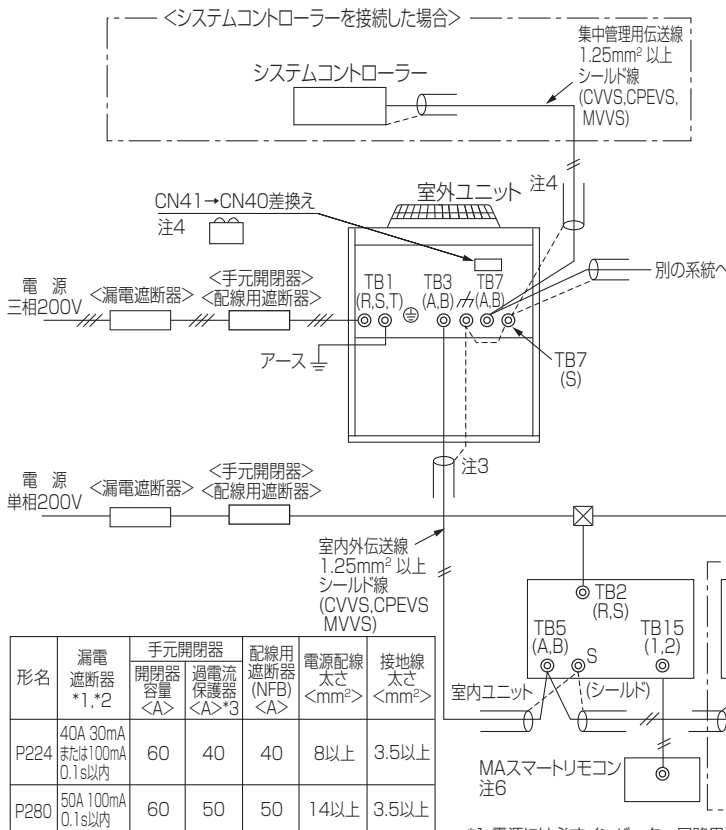 <システムコントローラーを接続した場合>
システムコントローラー
集中管理用伝送線
1.25mm² 以上
シールド線
(CVVS,CPEVS,
MVVS)
CN41→CN40差換え
注4
室外ユニット
注4
別の系統へ
電 源
三相200V
<漏電遮断器>
<手元開閉器>
<配線用遮断器>
TB1
(R,S,T)
TB3
(A,B)
TB7
(A,B)
アース
TB7
(S)
注3
電 源
単相200V
<漏電遮断器>
<手元開閉器>
<配線用遮断器>
室内外伝送線
1.25mm² 以上
シールド線
(CVVS,CPEVS
MVVS)
TB2
(R,S)
TB5
(A,B)
S
TB15
(1,2)
室内ユニット
(シールド)
MAスマートリモコン
注6
形名
漏電
遮断器
*1,*2
手元開閉器
開閉器
容量
<A>
過電流
保護器
<A>*3
配線用
遮断器
(NFB)
<A>
電源配線
太さ
<mm²>
接地線
太さ
<mm²>
P224
40A 30mA
または100mA
0.1s以内
60
40
40
8以上
3.5以上
P280
50A 100mA
0.1s以内
60
50
50
14以上
3.5以上